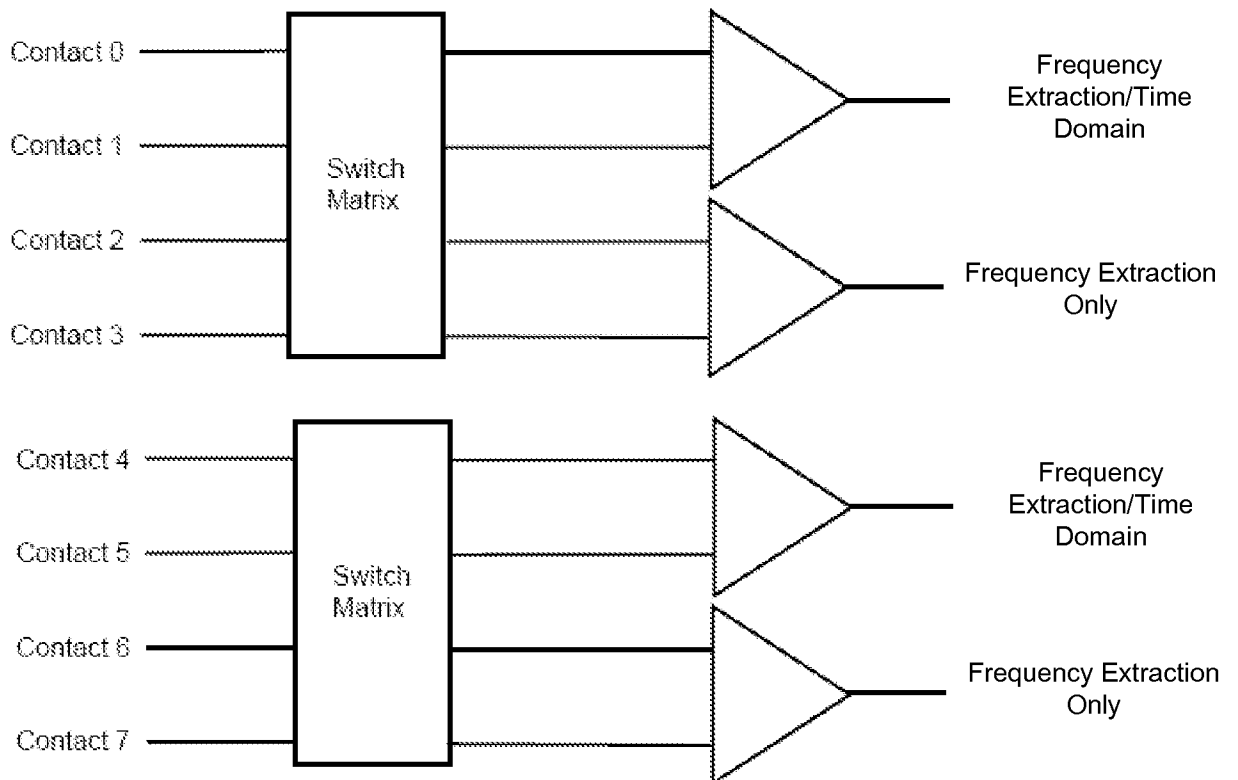 Contact 0
Contact 1
Contact 2
Contact 3
Switch
Matrix
Frequency
Extraction/Time
Domain
Frequency Extraction
Only
Contact 4
Contact 5
Contact 6
Contact 7
Switch
Matrix
Frequency
Extraction/Time
Domain
Frequency Extraction
Only